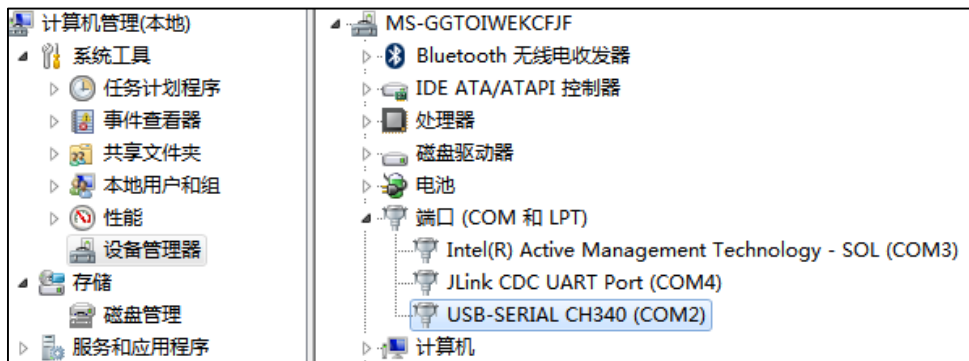 计算机管理(本地)
系统工具
任务计划程序
事件查看器
共享文件夹
本地用户和组
性能
设备管理器
存储
磁盘管理
服务和应用程序
MS-GGTOIWEKCFJF
Bluetooth 无线电收发器
IDE ATA/ATAPI 控制器
处理器
磁盘驱动器
电池
端口 (COM 和 LPT)
Intel(R) Active Management Technology - SOL (COM3)
JLink CDC UART Port (COM4)
USB-SERIAL CH340 (COM2)
计算机